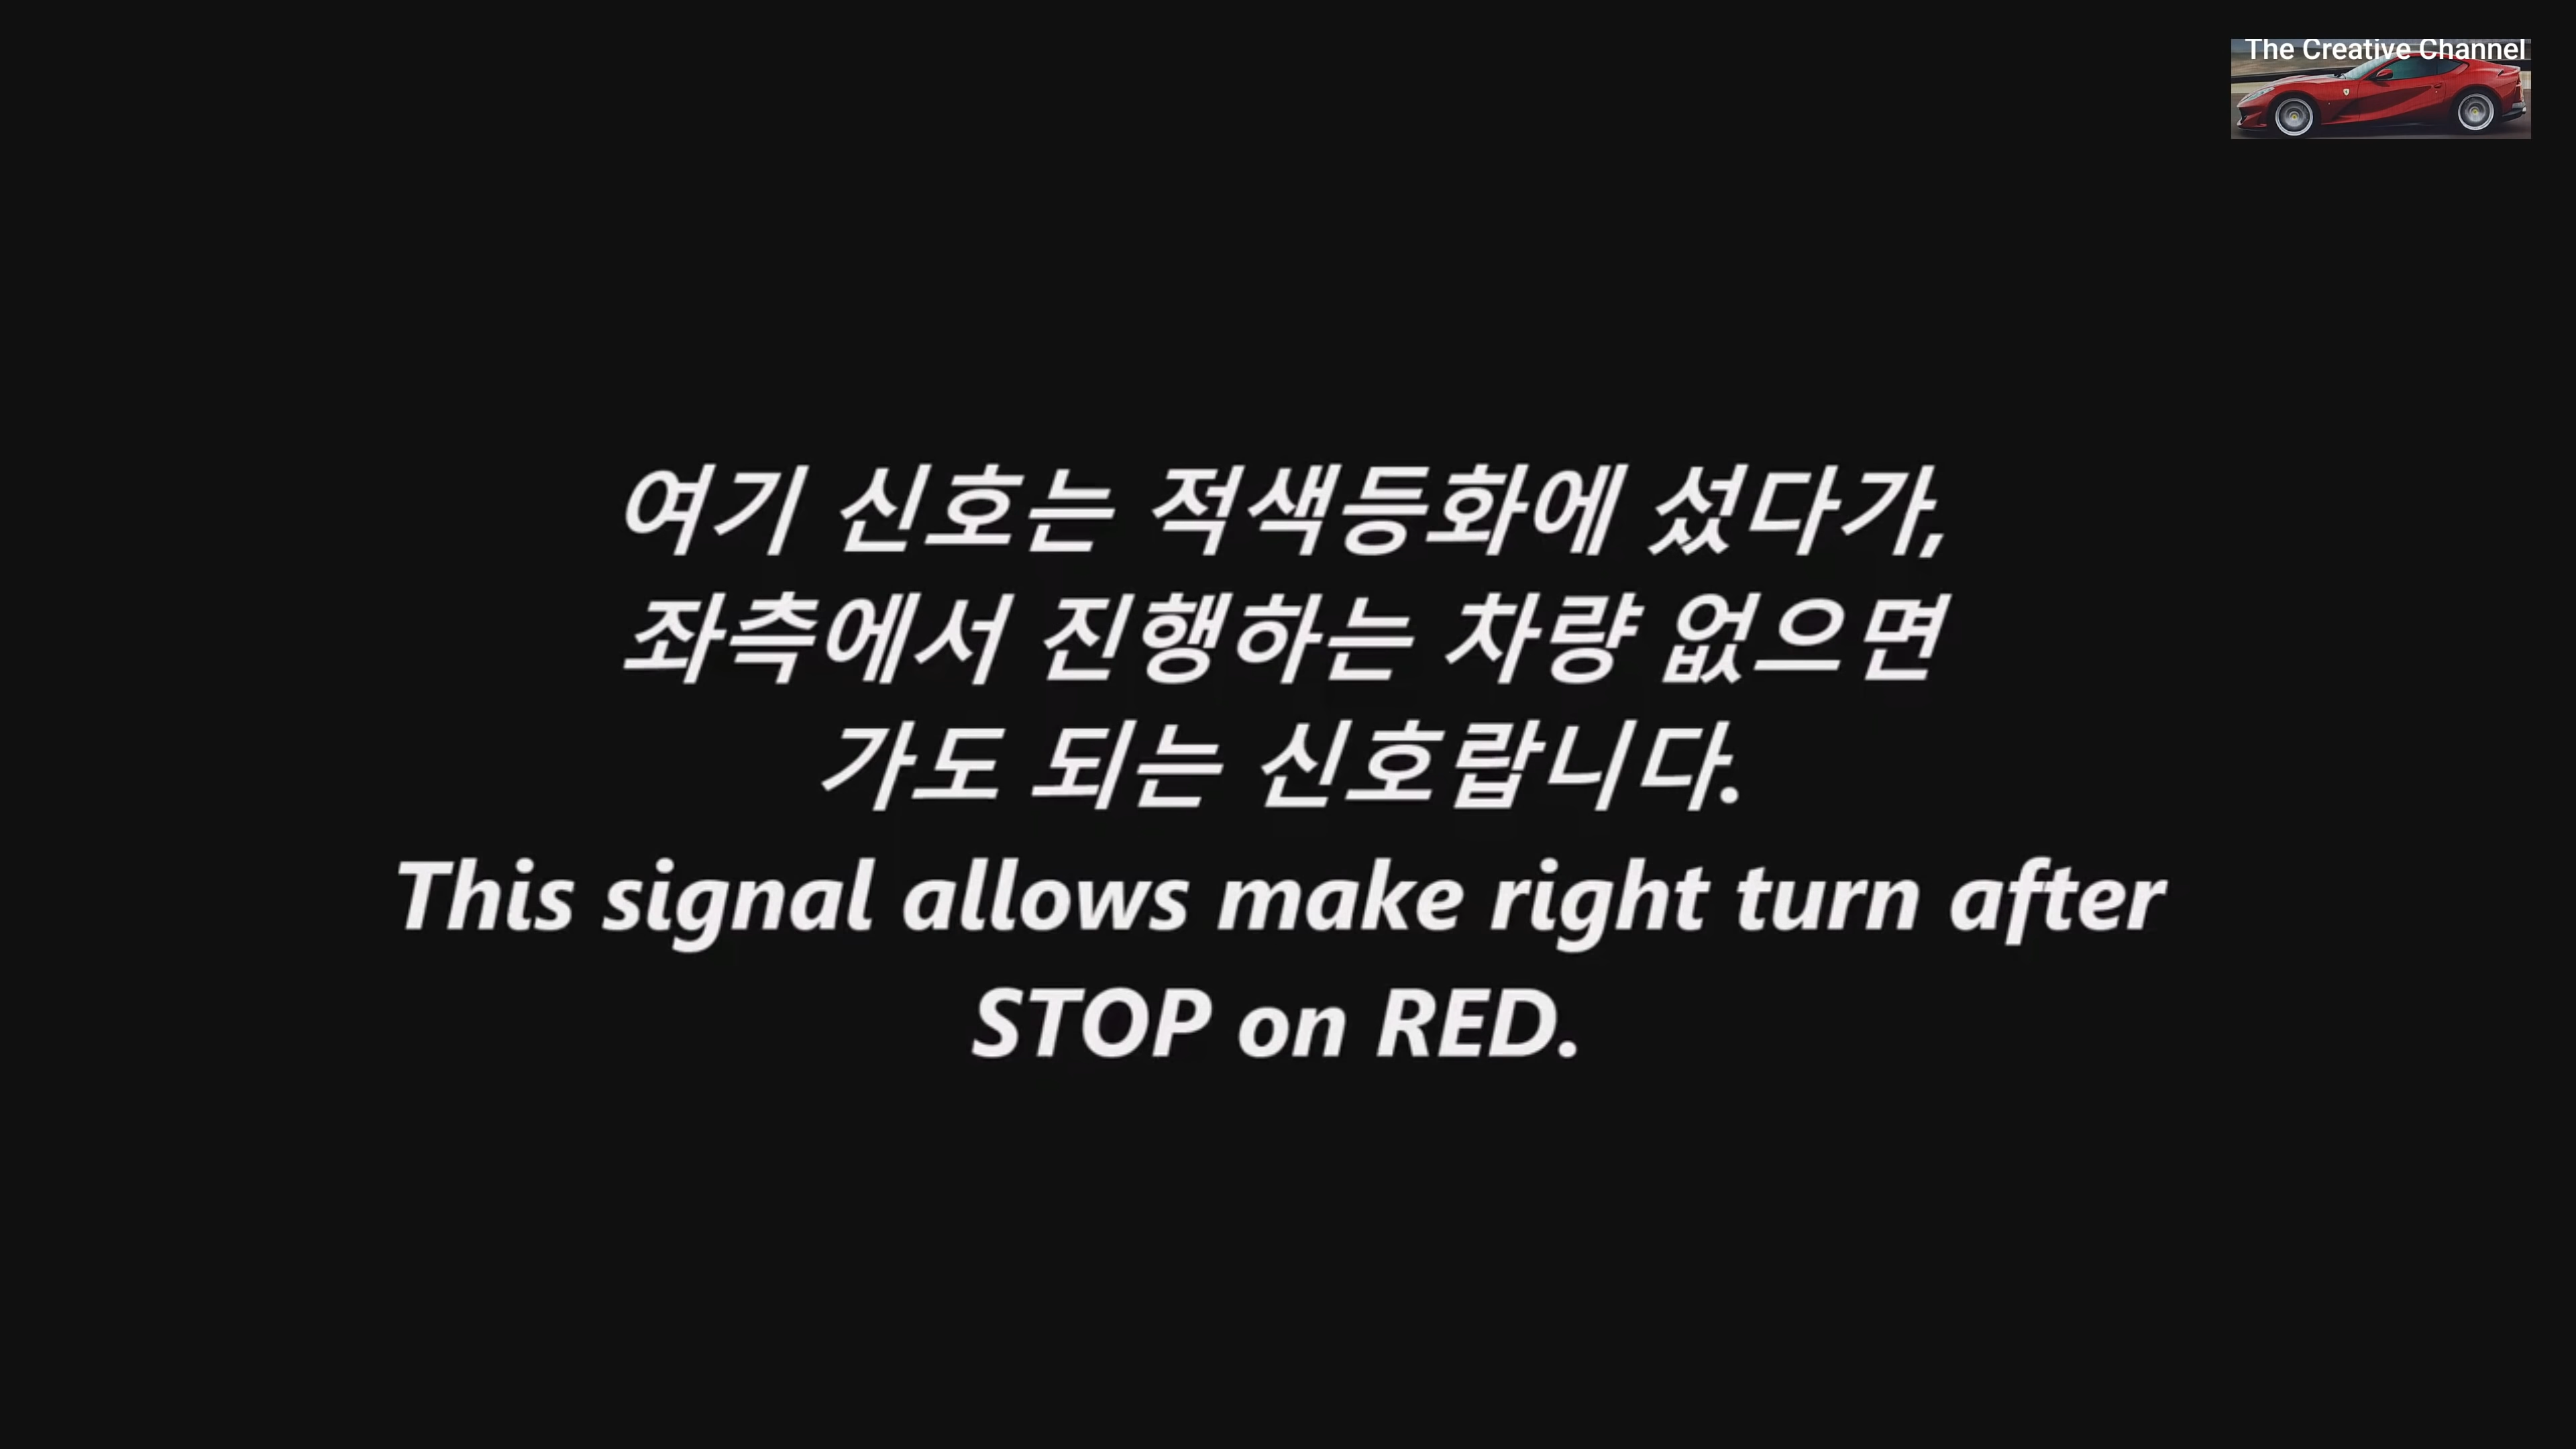 The Creative Channel
여기 신호는 적색등화에 섰다가,
좌측에서 진행하는 차량 없으면
가도 되는 신호랍니다.
This signal allows make right turn after
STOP on RED.